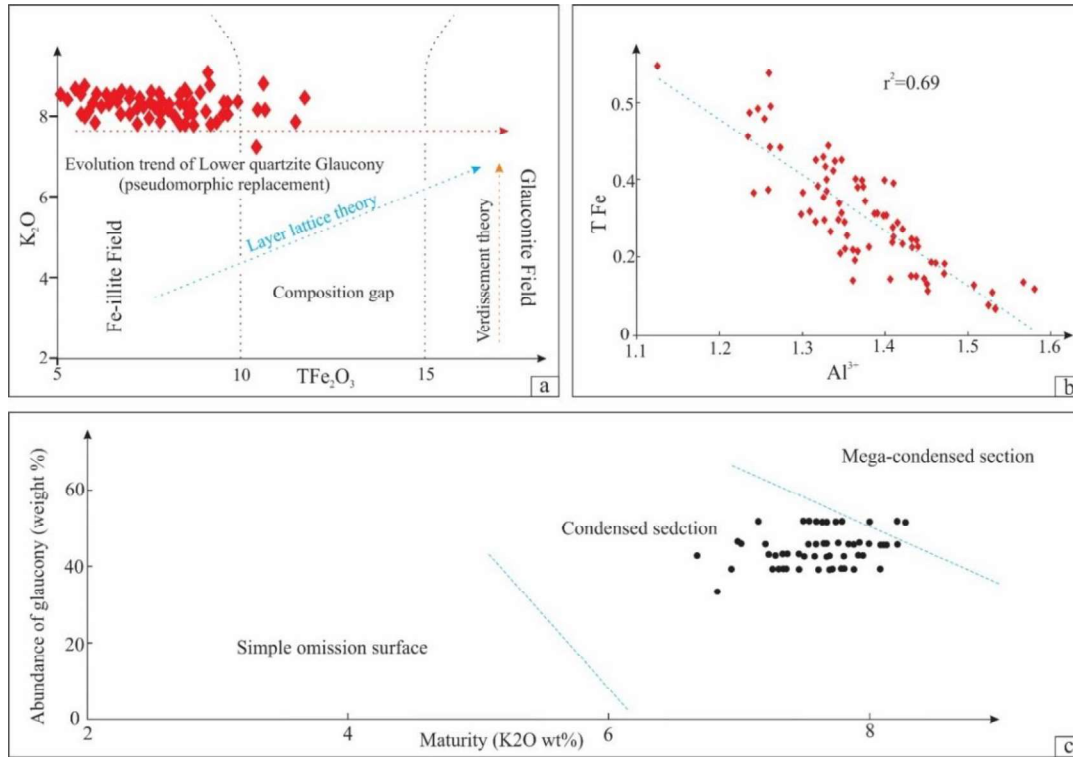 K₂O
8
6
4
2
5
10
15
TFe₂O₃
Evolution trend of Lower quartzite Glaucony
(pseudomorphic replacement)
Layer lattice theory
Fe-illite Field
Composition gap
Verdissement theory
Glauconite Field
a
T Fe
0.5
0.4
0.2
0
1.1
1.2
1.3
1.4
1.5
1.6
Al³⁺
r²=0.69
b
Abundance of glaucony (weight %)
60
40
20
0
2
4
6
8
Maturity (K2O wt%)
Mega-condensed section
Condensed sedction
Simple omission surface
c